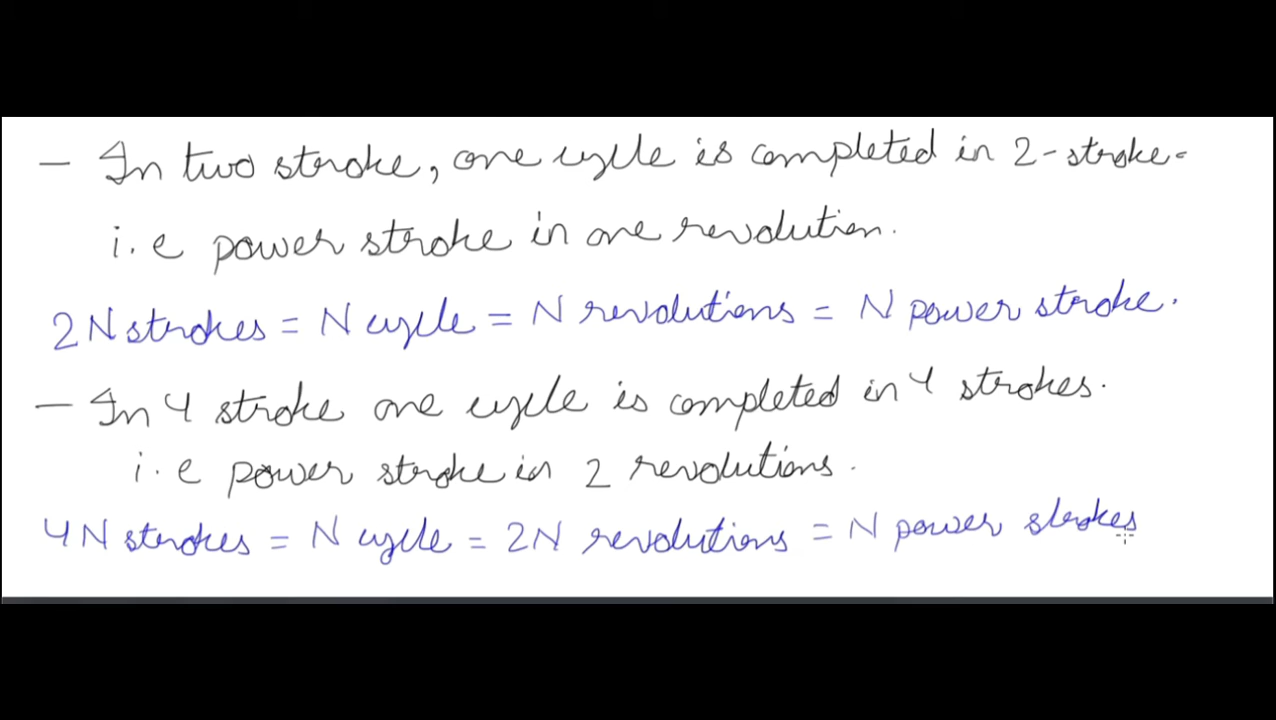 - In two stroke, one cycle is completed in 2-stroke-
i.e power stroke in one revolution.
2N strokes = N cycle = N revolutions = N power stroke.
- In 4 stroke one cycle is completed in 4 strokes.
i.e power stroke in 2 revolutions.
4N strokes = N cycle = 2N revolutions = N power strokes